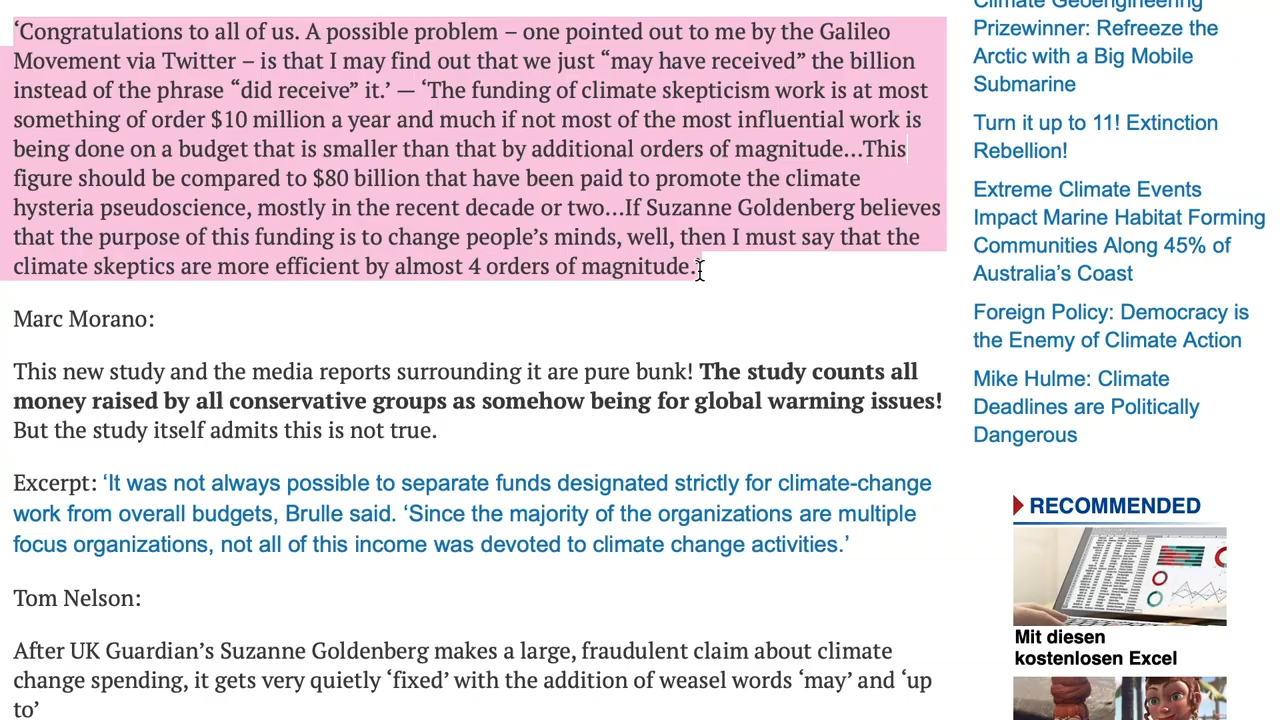 ‘Congratulations to all of us. A possible problem – one pointed out to me by the Galileo
Movement via Twitter – is that I may find out that we just “may have received” the billion
instead of the phrase “did receive” it.’ — ‘The funding of climate skepticism work is at most
something of order $10 million a year and much if not most of the most influential work is
being done on a budget that is smaller than that by additional orders of magnitude…This
figure should be compared to $80 billion that have been paid to promote the climate
hysteria pseudoscience, mostly in the recent decade or two…If Suzanne Goldenberg believes
that the purpose of this funding is to change people’s minds, well, then I must say that the
climate skeptics are more efficient by almost 4 orders of magnitude.
Marc Morano:
This new study and the media reports surrounding it are pure bunk! The study counts all
money raised by all conservative groups as somehow being for global warming issues!
But the study itself admits this is not true.
Excerpt: ‘It was not always possible to separate funds designated strictly for climate-change
work from overall budgets, Brulle said. ‘Since the majority of the organizations are multiple
focus organizations, not all of this income was devoted to climate change activities.’
Tom Nelson:
After UK Guardian’s Suzanne Goldenberg makes a large, fraudulent claim about climate
change spending, it gets very quietly ‘fixed’ with the addition of weasel words ‘may’ and ‘up
to’
Climate Geoengineering
Prizewinner: Refreeze the
Arctic with a Big Mobile
Submarine
Turn it up to 11! Extinction
Rebellion!
Extreme Climate Events
Impact Marine Habitat Forming
Communities Along 45% of
Australia’s Coast
Foreign Policy: Democracy is
the Enemy of Climate Action
Mike Hulme: Climate
Deadlines are Politically
Dangerous
RECOMMENDED
Mit diesen
kostenlosen Excel